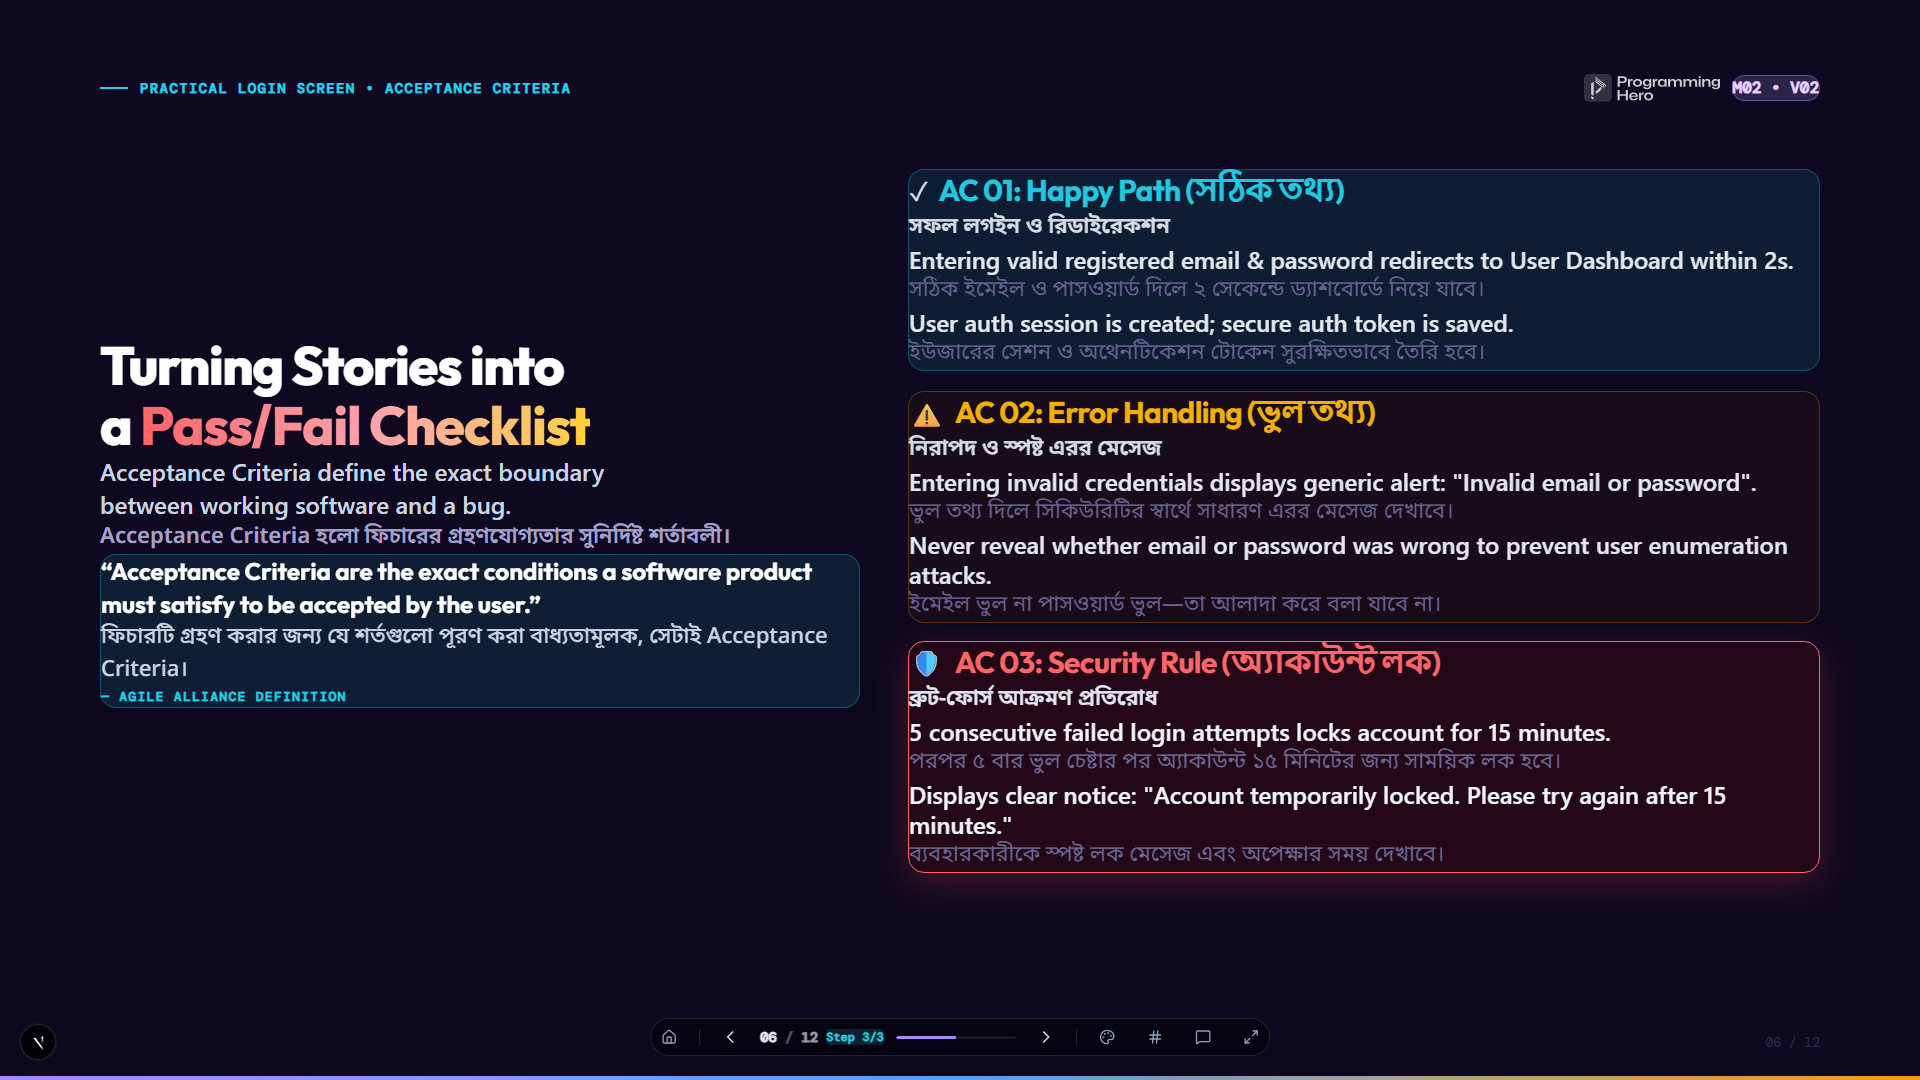 PRACTICAL LOGIN SCREEN • ACCEPTANCE CRITERIA
Programming
Hero
M02 • V02
Turning Stories into
a Pass/Fail Checklist
Acceptance Criteria define the exact boundary
between working software and a bug.
Acceptance Criteria হলো ফিচারের গ্রহণযোগ্যতার সুনির্দিষ্ট শর্তাবলী।
“Acceptance Criteria are the exact conditions a software product
must satisfy to be accepted by the user.”
ফিচারটি গ্রহণ করার জন্য যে শর্তগুলো পূরণ করা বাধ্যতামূলক, সেটাই Acceptance
Criteria।
— AGILE ALLIANCE DEFINITION
✓ AC 01: Happy Path (সঠিক তথ্য)
সফল লগইন ও রিডাইরেকশন
Entering valid registered email & password redirects to User Dashboard within 2s.
সঠিক ইমেইল ও পাসওয়ার্ড দিলে ২ সেকেন্ডে ড্যাশবোর্ডে নিয়ে যাবে।
User auth session is created; secure auth token is saved.
ইউজারের সেশন ও অথেনটিকেশন টোকেন সুরক্ষিতভাবে তৈরি হবে।
⚠️ AC 02: Error Handling (ভুল তথ্য)
নিরাপদ ও স্পষ্ট এরর মেসেজ
Entering invalid credentials displays generic alert: "Invalid email or password".
ভুল তথ্য দিলে সিকিউরিটির স্বার্থে সাধারণ এরর মেসেজ দেখাবে।
Never reveal whether email or password was wrong to prevent user enumeration
attacks.
ইমেইল ভুল না পাসওয়ার্ড ভুল—তা আলাদা করে বলা যাবে না।
🛡️ AC 03: Security Rule (অ্যাকাউন্ট লক)
ব্রুট-ফোর্স আক্রমণ প্রতিরোধ
5 consecutive failed login attempts locks account for 15 minutes.
পরপর ৫ বার ভুল চেষ্টার পর অ্যাকাউন্ট ১৫ মিনিটের জন্য সাময়িক লক হবে।
Displays clear notice: "Account temporarily locked. Please try again after 15
minutes."
ব্যবহারকারীকে স্পষ্ট লক মেসেজ এবং অপেক্ষার সময় দেখাবে।
06 / 12 Step 3/3
06 / 12